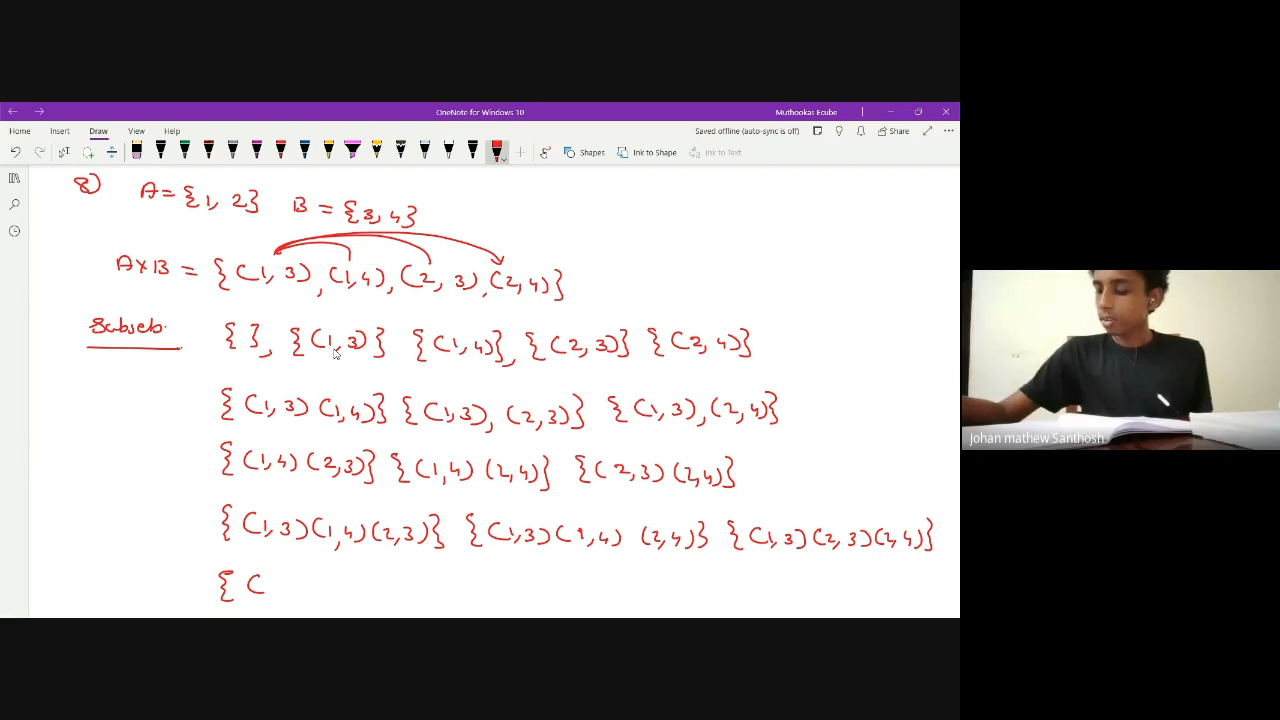 OneNote for Windows 10
Muthookas Ecube
Home Insert Draw View Help
Saved offline (auto-sync is off)
Share
Shapes
Ink to Shape
Ink to Text
8) A = {1, 2} B = {3, 4}
A×B = {(1, 3), (1,4), (2, 3), (2,4)}
Subsets.
{ }, {(1,3)} {(1,4)}, {(2,3)} {(2,4)}
{(1,3) (1,4)} {(1,3), (2,3)} {(1,3), (2,4)}
{(1,4) (2,3)} {(1,4) (2,4)} {(2,3) (2,4)}
{(1,3)(1,4)(2,3)} {(1,3)(1,4) (2,4)} {(1,3)(2,3)(2,4)}
{ (
Johan mathew Santhosh